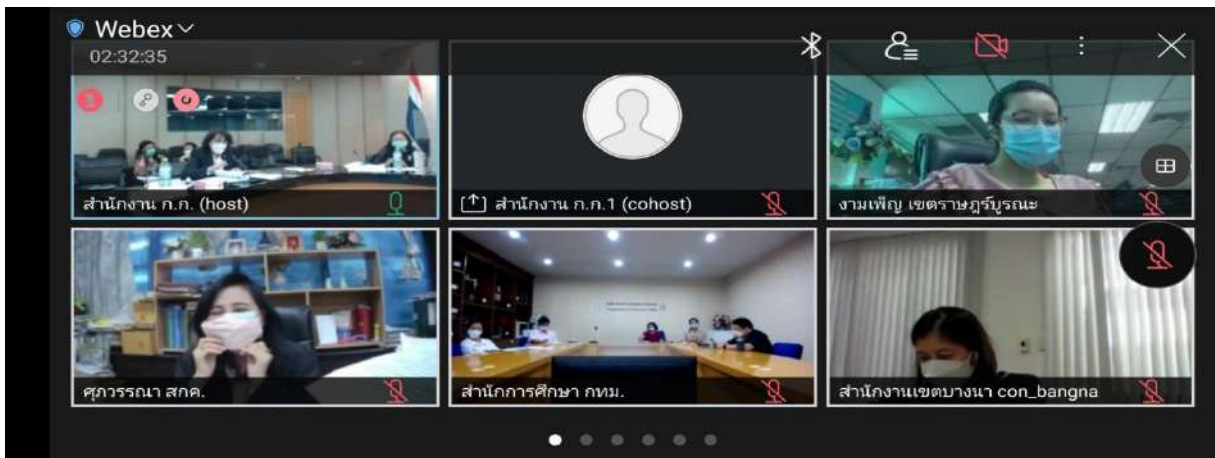 Webex
02:32:35
สำนักงาน ก.ก. (host)
สำนักงาน ก.ก.1 (cohost)
งามเพ็ญ เขตราษฎร์บูรณะ
ศุภวรรณา สกค.
สำนักการศึกษา กทม.
สำนักงานเขตบางนา con_bangna